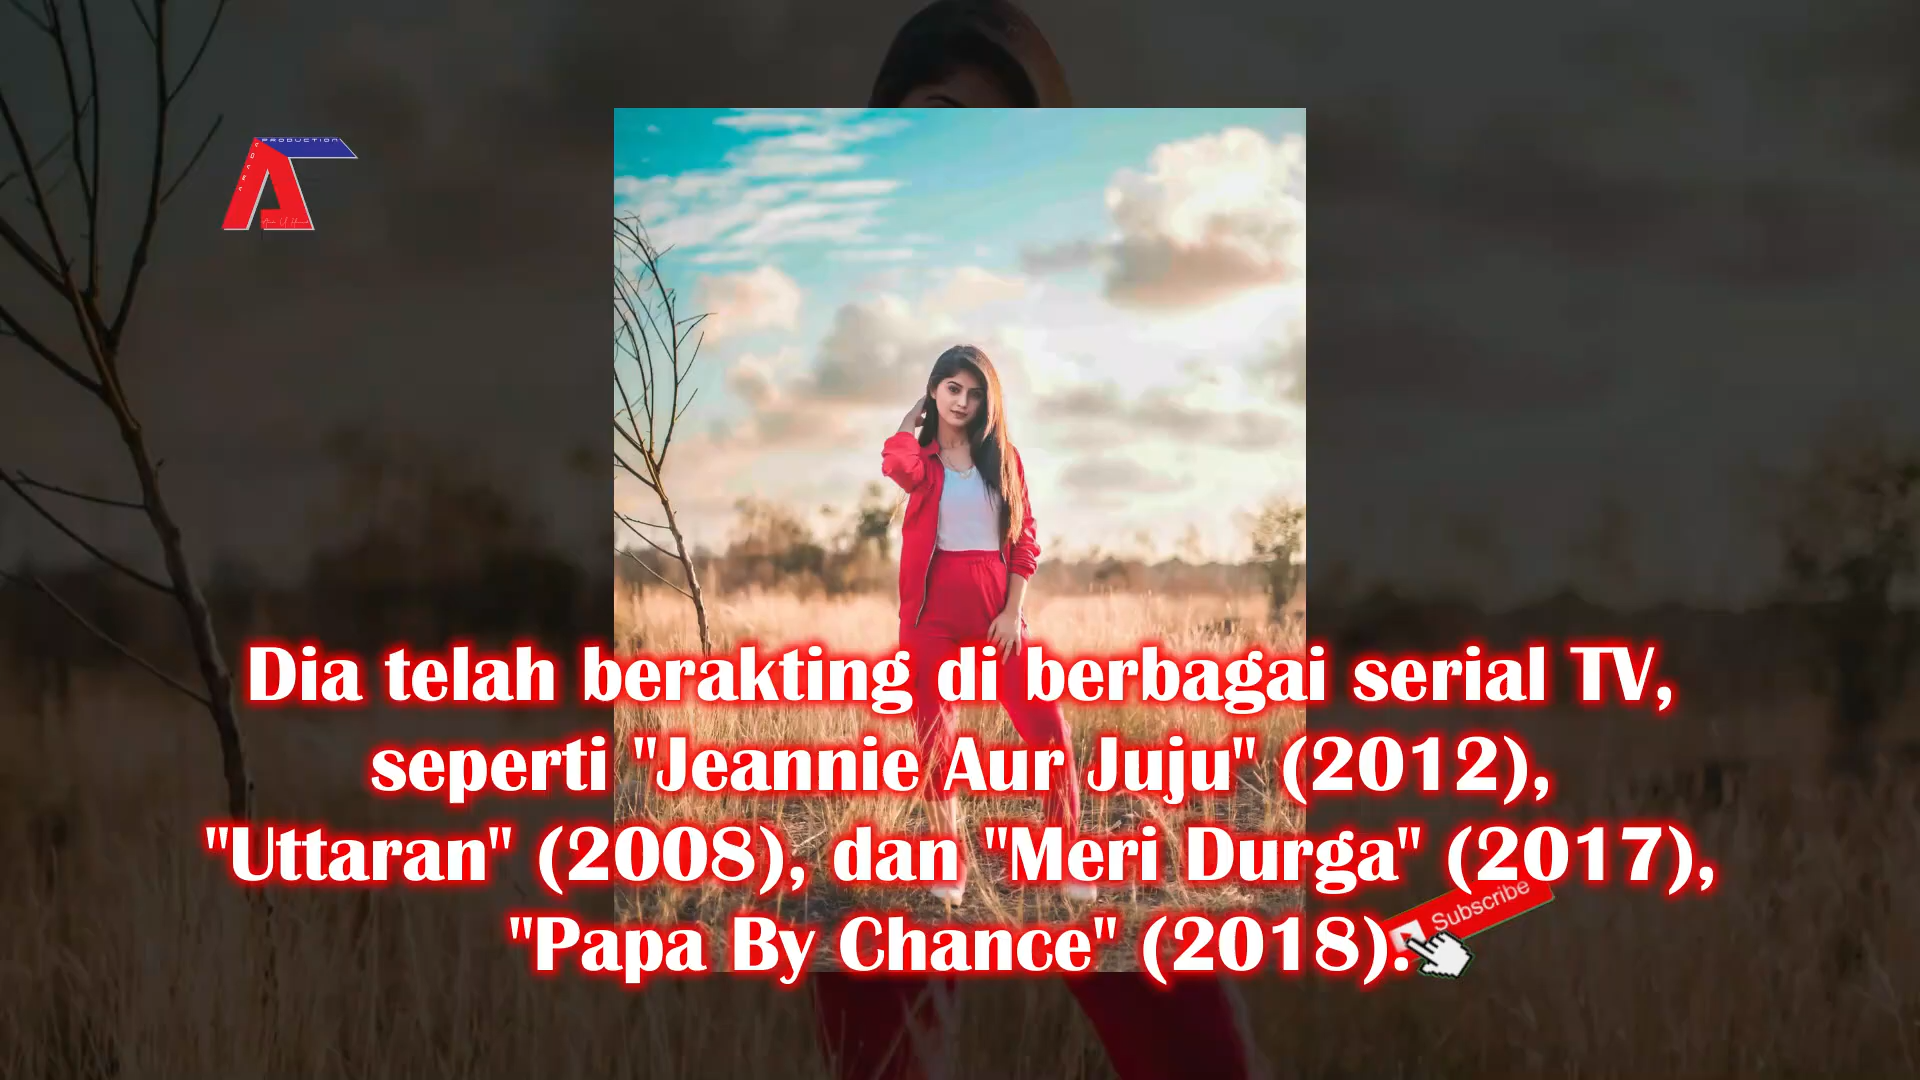 PRODUCTION
Dia telah berakting di berbagai serial TV,
seperti "Jeannie Aur Juju" (2012),
"Uttaran" (2008), dan "Meri Durga" (2017),
"Papa By Chance" (2018).
Subscribe